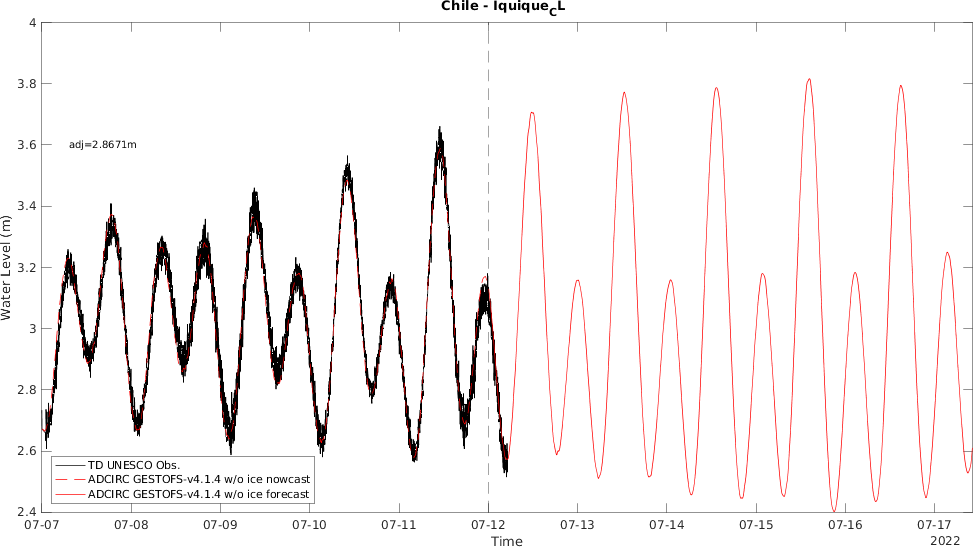 Chile - Iquique_CL
4
3.8
3.6
3.4
3.2
3
2.8
2.6
2.4
Water Level (m)
adj=2.8671m
TD UNESCO Obs.
ADCIRC GESTOFS-v4.1.4 w/o ice nowcast
ADCIRC GESTOFS-v4.1.4 w/o ice forecast
07-07 07-08 07-09 07-10 07-11 07-12 07-13 07-14 07-15 07-16 07-17
Time
2022